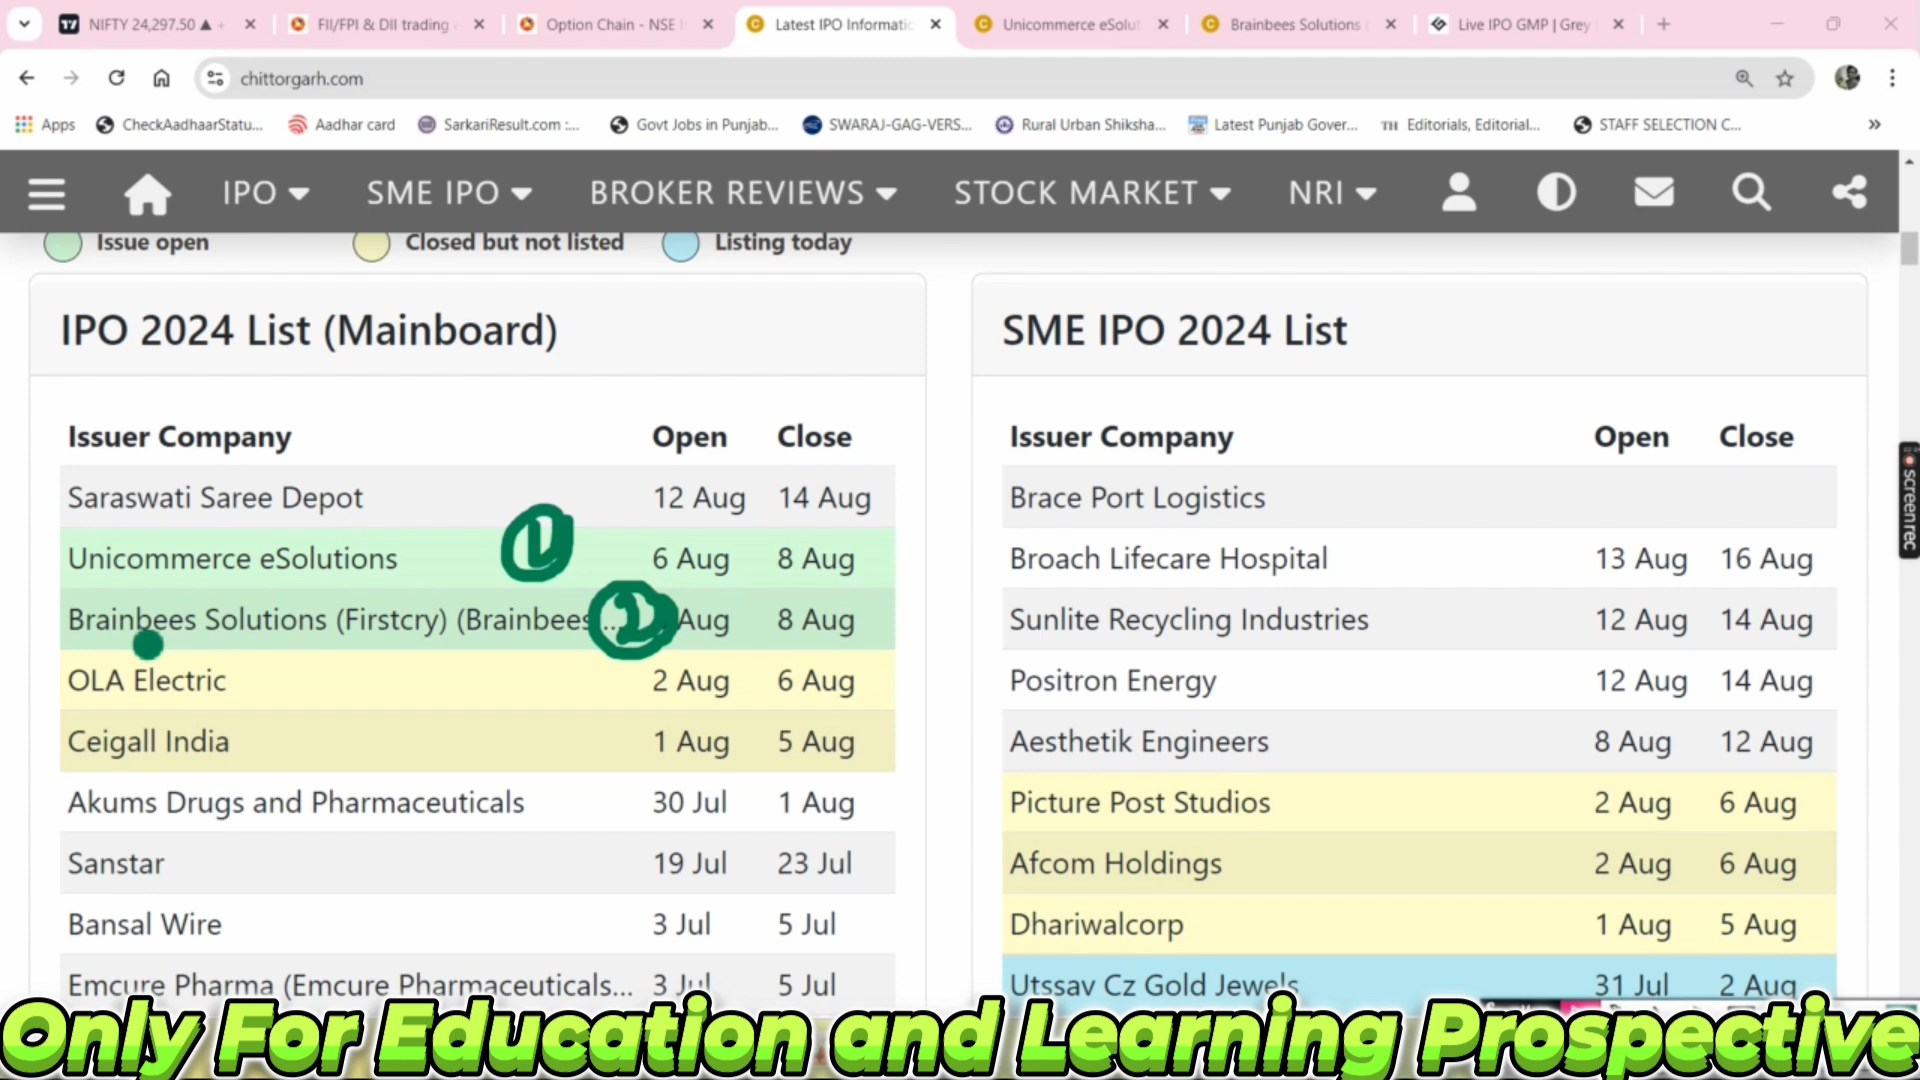 NIFTY 24,297.50 ▲ +
FII/FPI & DII trading
Option Chain - NSE I
Latest IPO Informatio
Unicommerce eSolut
Brainbees Solutions
Live IPO GMP | Grey
chittorgarh.com
Apps
CheckAadhaarStatu...
Aadhar card
SarkariResult.com :...
Govt Jobs in Punjab...
SWARAJ-GAG-VERS...
Rural Urban Shiksha...
Latest Punjab Gover...
TH Editorials, Editorial...
STAFF SELECTION C...
»
IPO
SME IPO
BROKER REVIEWS
STOCK MARKET
NRI
Issue open
Closed but not listed
Listing today
IPO 2024 List (Mainboard)
Issuer Company Open Close
Saraswati Saree Depot 12 Aug 14 Aug
Unicommerce eSolutions 1 6 Aug 8 Aug
Brainbees Solutions (Firstcry) (Brainbees ... 2 Aug 8 Aug
OLA Electric 2 Aug 6 Aug
Ceigall India 1 Aug 5 Aug
Akums Drugs and Pharmaceuticals 30 Jul 1 Aug
Sanstar 19 Jul 23 Jul
Bansal Wire 3 Jul 5 Jul
Emcure Pharma (Emcure Pharmaceuticals... 3 Jul 5 Jul
SME IPO 2024 List
Issuer Company Open Close
Brace Port Logistics
Broach Lifecare Hospital 13 Aug 16 Aug
Sunlite Recycling Industries 12 Aug 14 Aug
Positron Energy 12 Aug 14 Aug
Aesthetik Engineers 8 Aug 12 Aug
Picture Post Studios 2 Aug 6 Aug
Afcom Holdings 2 Aug 6 Aug
Dhariwalcorp 1 Aug 5 Aug
Utssav Cz Gold Jewels 31 Jul 2 Aug
screenrec
Only For Education and Learning Prospective